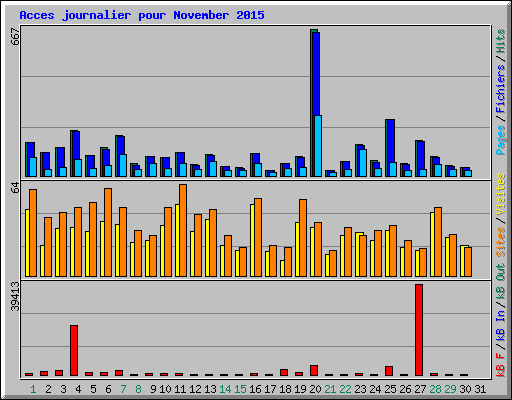 Acces journalier pour November 2015
667
64
39413
Pages / Fichiers / Hits
Sites / Visites
kB F / kB In / kB Out
1 2 3 4 5 6 7 8 9 10 11 12 13 14 15 16 17 18 19 20 21 22 23 24 25 26 27 28 29 30 31